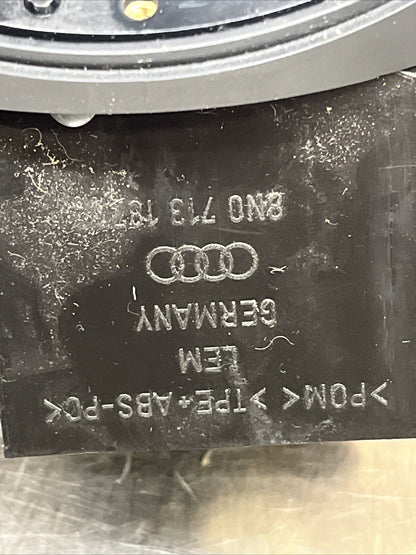 >POM< >TPE+ABS-PC<
LEM
GERMANY
8N0 713 187